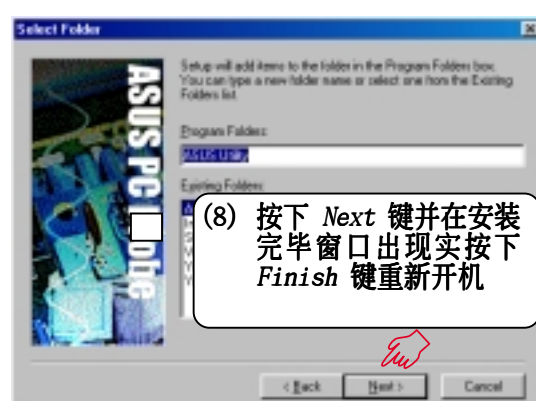 Select Folder
Setup will add items to the folder in the Program Folders box.
You can type a new folder name or select one from the Existing
Folders list.
Program Folders:
ASUS Utility
Existing Folders:
ASUS PC Probe
(8) 按下 Next 键并在安装
完毕窗口出现实按下
Finish 键重新开机
< Back
Next >
Cancel